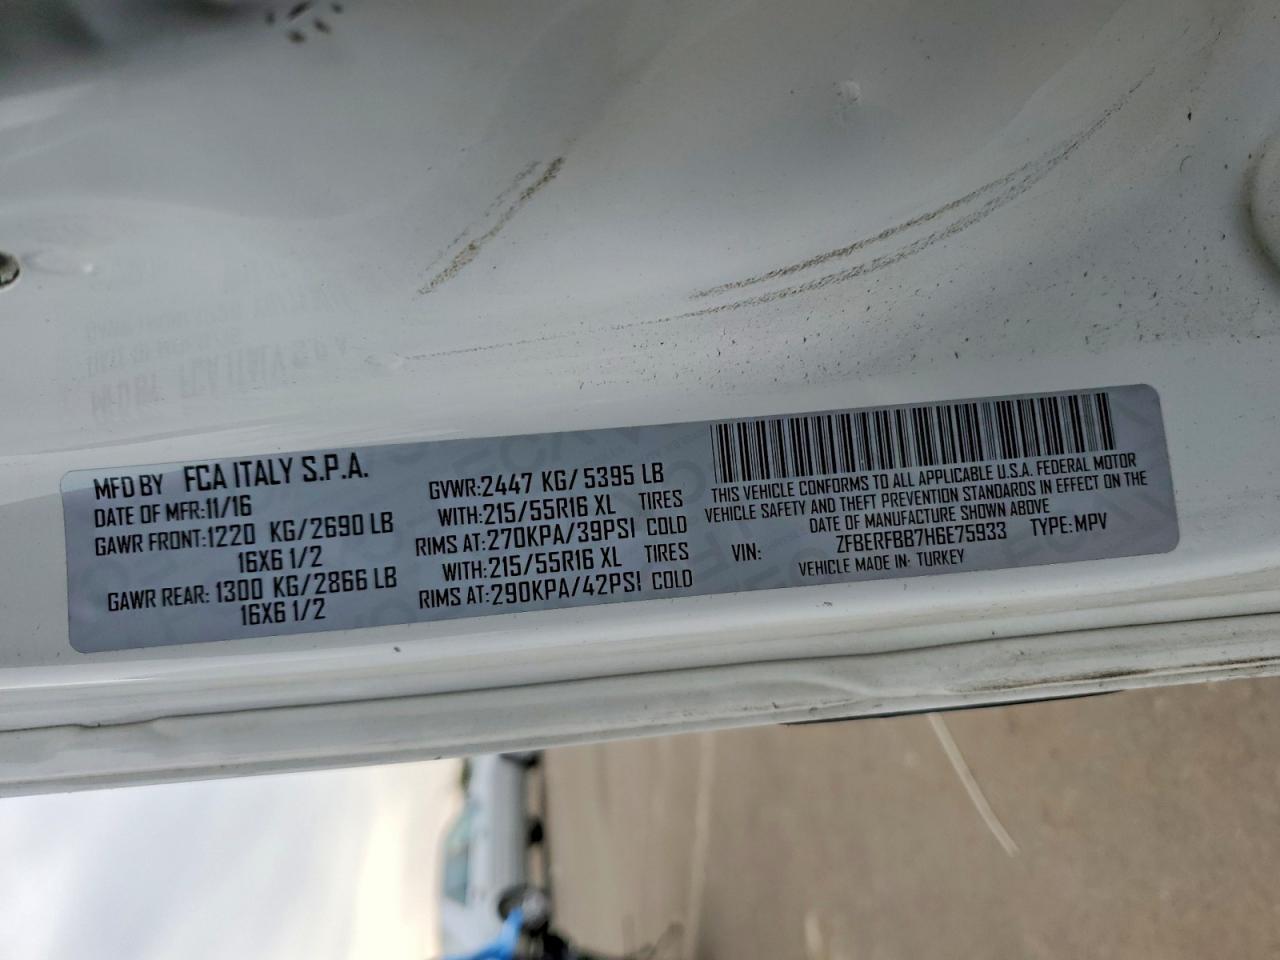 MFD BY FCA ITALY S.P.A.
DATE OF MFR:11/16
GAWR FRONT:1220 KG/2690 LB
16X6 1/2
GAWR REAR: 1300 KG/2866 LB
16X6 1/2
GVWR:2447 KG/ 5395 LB
WITH:215/55R16 XL TIRES
RIMS AT:270KPA/39PSI COLD
WITH:215/55R16 XL TIRES
RIMS AT:290KPA/42PSI COLD
THIS VEHICLE CONFORMS TO ALL APPLICABLE U.S.A. FEDERAL MOTOR
VEHICLE SAFETY AND THEFT PREVENTION STANDARDS IN EFFECT ON THE
DATE OF MANUFACTURE SHOWN ABOVE
VIN: ZFBERFBB7H6E75933 TYPE: MPV
VEHICLE MADE IN: TURKEY